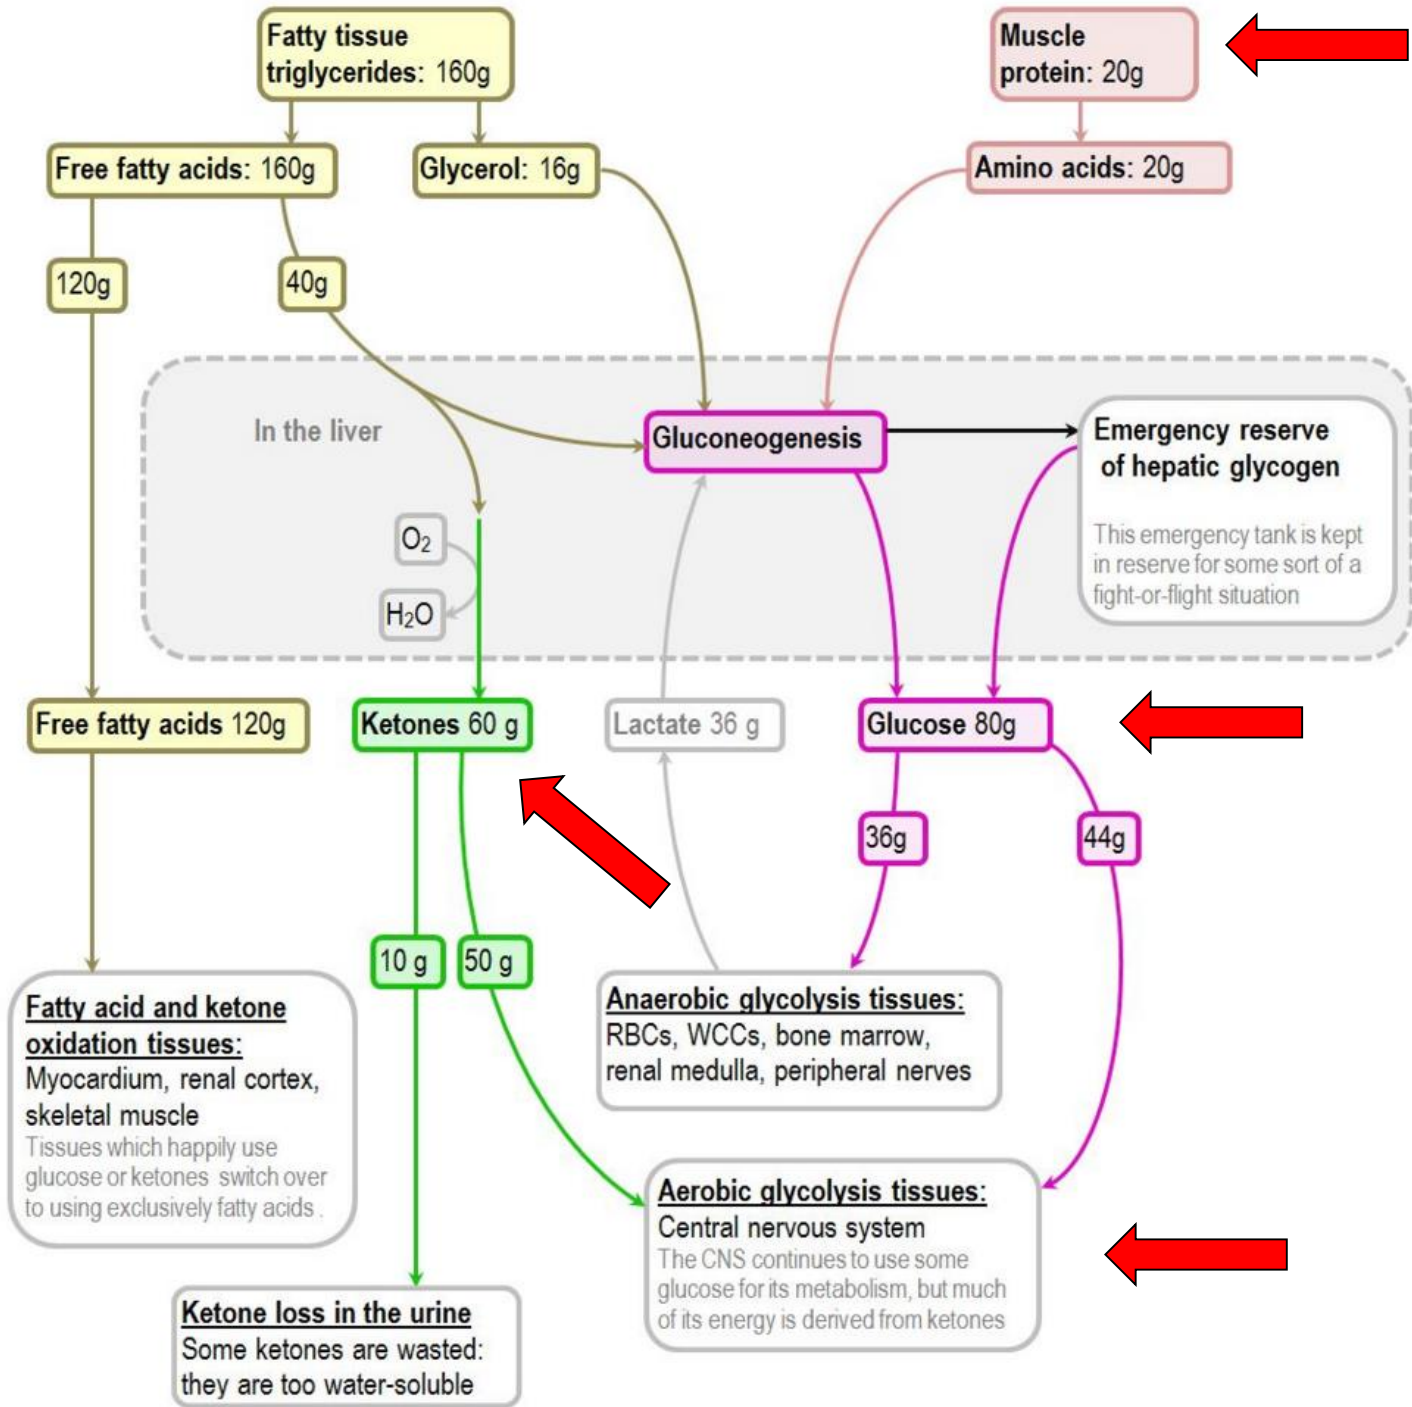 Fatty tissue
triglycerides: 160g
Muscle
protein: 20g
Free fatty acids: 160g
Glycerol: 16g
Amino acids: 20g
120g
40g
In the liver
Gluconeogenesis
Emergency reserve
of hepatic glycogen
This emergency tank is kept
in reserve for some sort of a
fight-or-flight situation
O₂
H₂O
Free fatty acids 120g
Ketones 60 g
Lactate 36 g
Glucose 80g
36g
44g
10 g
50 g
Fatty acid and ketone
oxidation tissues:
Myocardium, renal cortex,
skeletal muscle
Tissues which happily use
glucose or ketones switch over
to using exclusively fatty acids .
Anaerobic glycolysis tissues:
RBCs, WCCs, bone marrow,
renal medulla, peripheral nerves
Aerobic glycolysis tissues:
Central nervous system
The CNS continues to use some
glucose for its metabolism, but much
of its energy is derived from ketones
Ketone loss in the urine
Some ketones are wasted:
they are too water-soluble